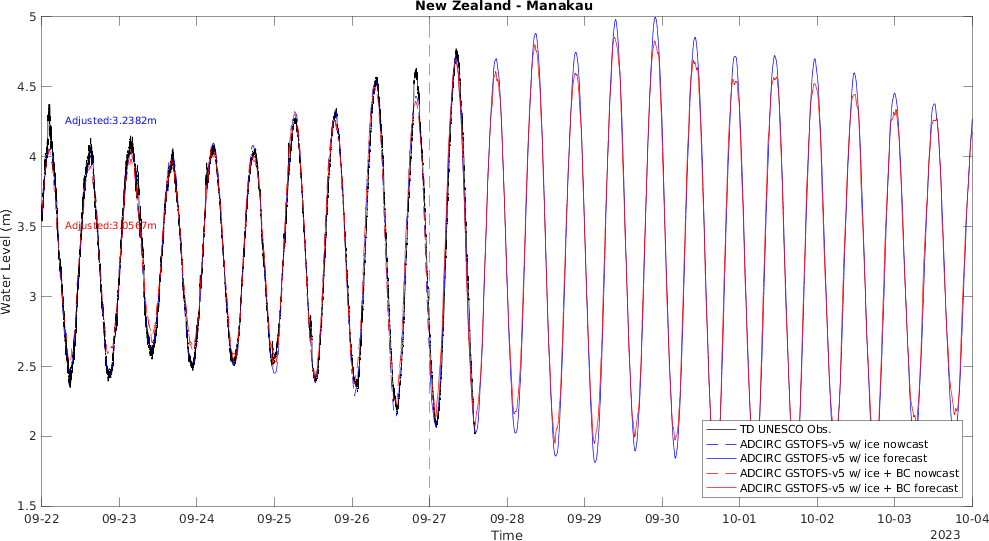 New Zealand - Manakau
5
4.5
4
3.5
3
2.5
2
1.5
Water Level (m)
Adjusted:3.2382m
Adjusted:3.0567m
TD UNESCO Obs.
ADCIRC GSTOFS-v5 w/ ice nowcast
ADCIRC GSTOFS-v5 w/ ice forecast
ADCIRC GSTOFS-v5 w/ ice + BC nowcast
ADCIRC GSTOFS-v5 w/ ice + BC forecast
09-22 09-23 09-24 09-25 09-26 09-27 09-28 09-29 09-30 10-01 10-02 10-03 10-04
Time
2023